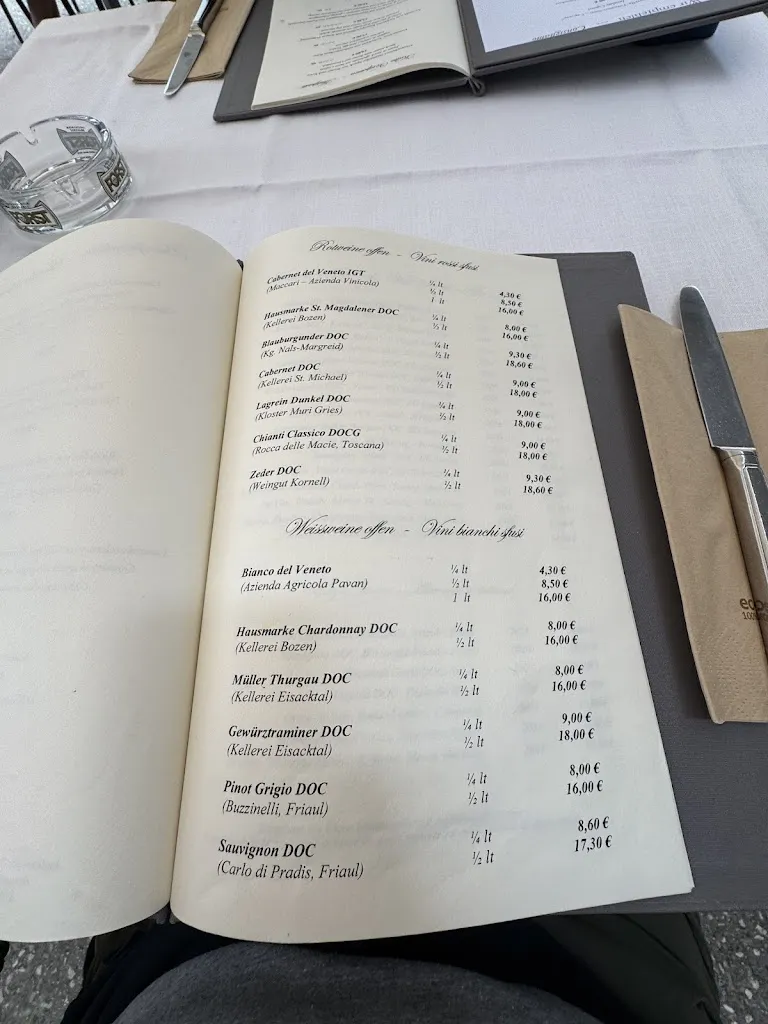 FORST
FORST
Rotweine offen - Vini rossi sfusi
Cabernet del Veneto IGT ¼ lt 4,30 €
(Maccari – Azienda Vinicola) ½ lt 8,50 €
1 lt 16,00 €
Hausmarke St. Magdalener DOC ¼ lt 8,00 €
(Kellerei Bozen) ½ lt 16,00 €
Blauburgunder DOC ¼ lt 9,30 €
(Kg. Nals-Margreid) ½ lt 18,60 €
Cabernet DOC ¼ lt 9,00 €
(Kellerei St. Michael) ½ lt 18,00 €
Lagrein Dunkel DOC ¼ lt 9,00 €
(Kloster Muri Gries) ½ lt 18,00 €
Chianti Classico DOCG ¼ lt 9,00 €
(Rocca delle Macie, Toscana) ½ lt 18,00 €
Zeder DOC ¼ lt 9,30 €
(Weingut Kornell) ½ lt 18,60 €
Weissweine offen - Vini bianchi sfusi
Bianco del Veneto ¼ lt 4,30 €
(Azienda Agricola Pavan) ½ lt 8,50 €
1 lt 16,00 €
Hausmarke Chardonnay DOC ¼ lt 8,00 €
(Kellerei Bozen) ½ lt 16,00 €
Müller Thurgau DOC ¼ lt 8,00 €
(Kellerei Eisacktal) ½ lt 16,00 €
Gewürztraminer DOC ¼ lt 9,00 €
(Kellerei Eisacktal) ½ lt 18,00 €
Pinot Grigio DOC ¼ lt 8,00 €
(Buzzinelli, Friaul) ½ lt 16,00 €
Sauvignon DOC ¼ lt 8,60 €
(Carlo di Pradis, Friaul) ½ lt 17,30 €